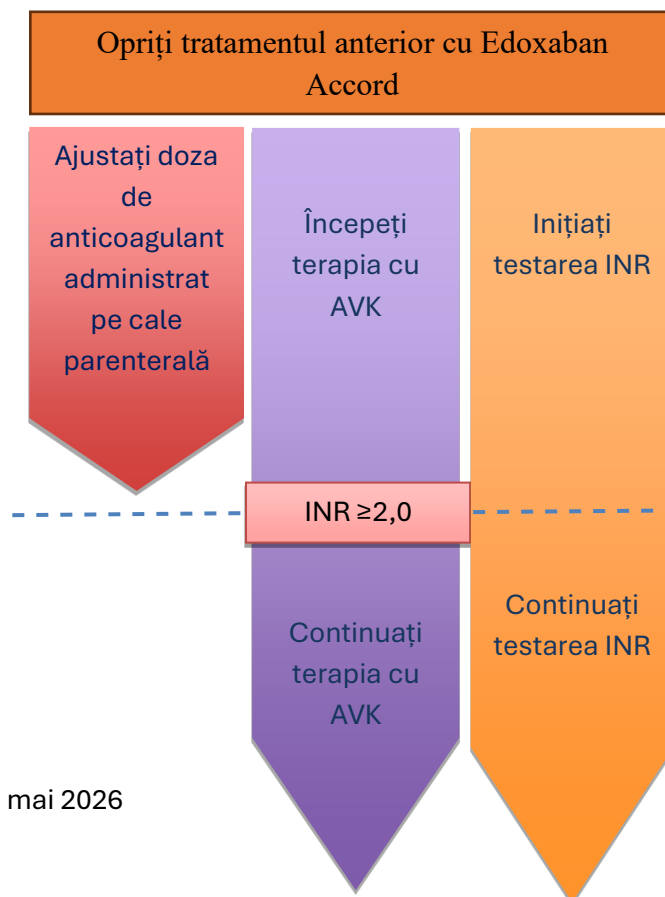 Opriți tratamentul anterior cu Edoxaban
Accord
Ajustați doza
de
anticoagulant
administrat
pe cale
parenterală
Începeți
terapia cu
AVK
Inițiați
testarea INR
INR ≥2,0
Continuați
terapia cu
AVK
Continuați
testarea INR
mai 2026